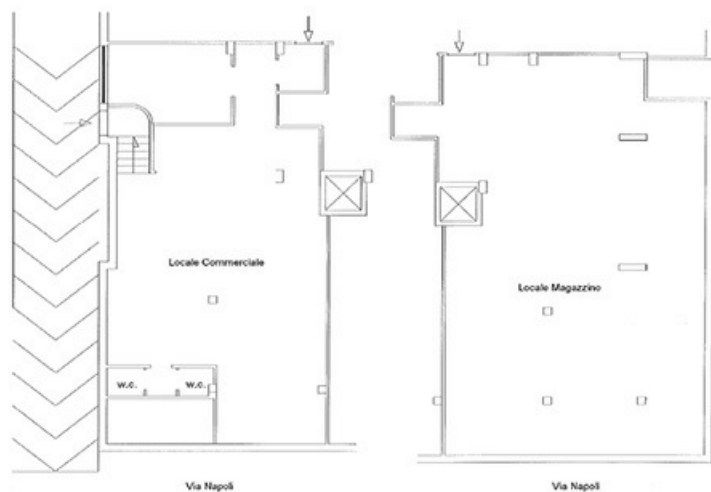 Locale Commerciale
Locale Magazzino
W.C. W.C.
Via Napoli
Via Napoli